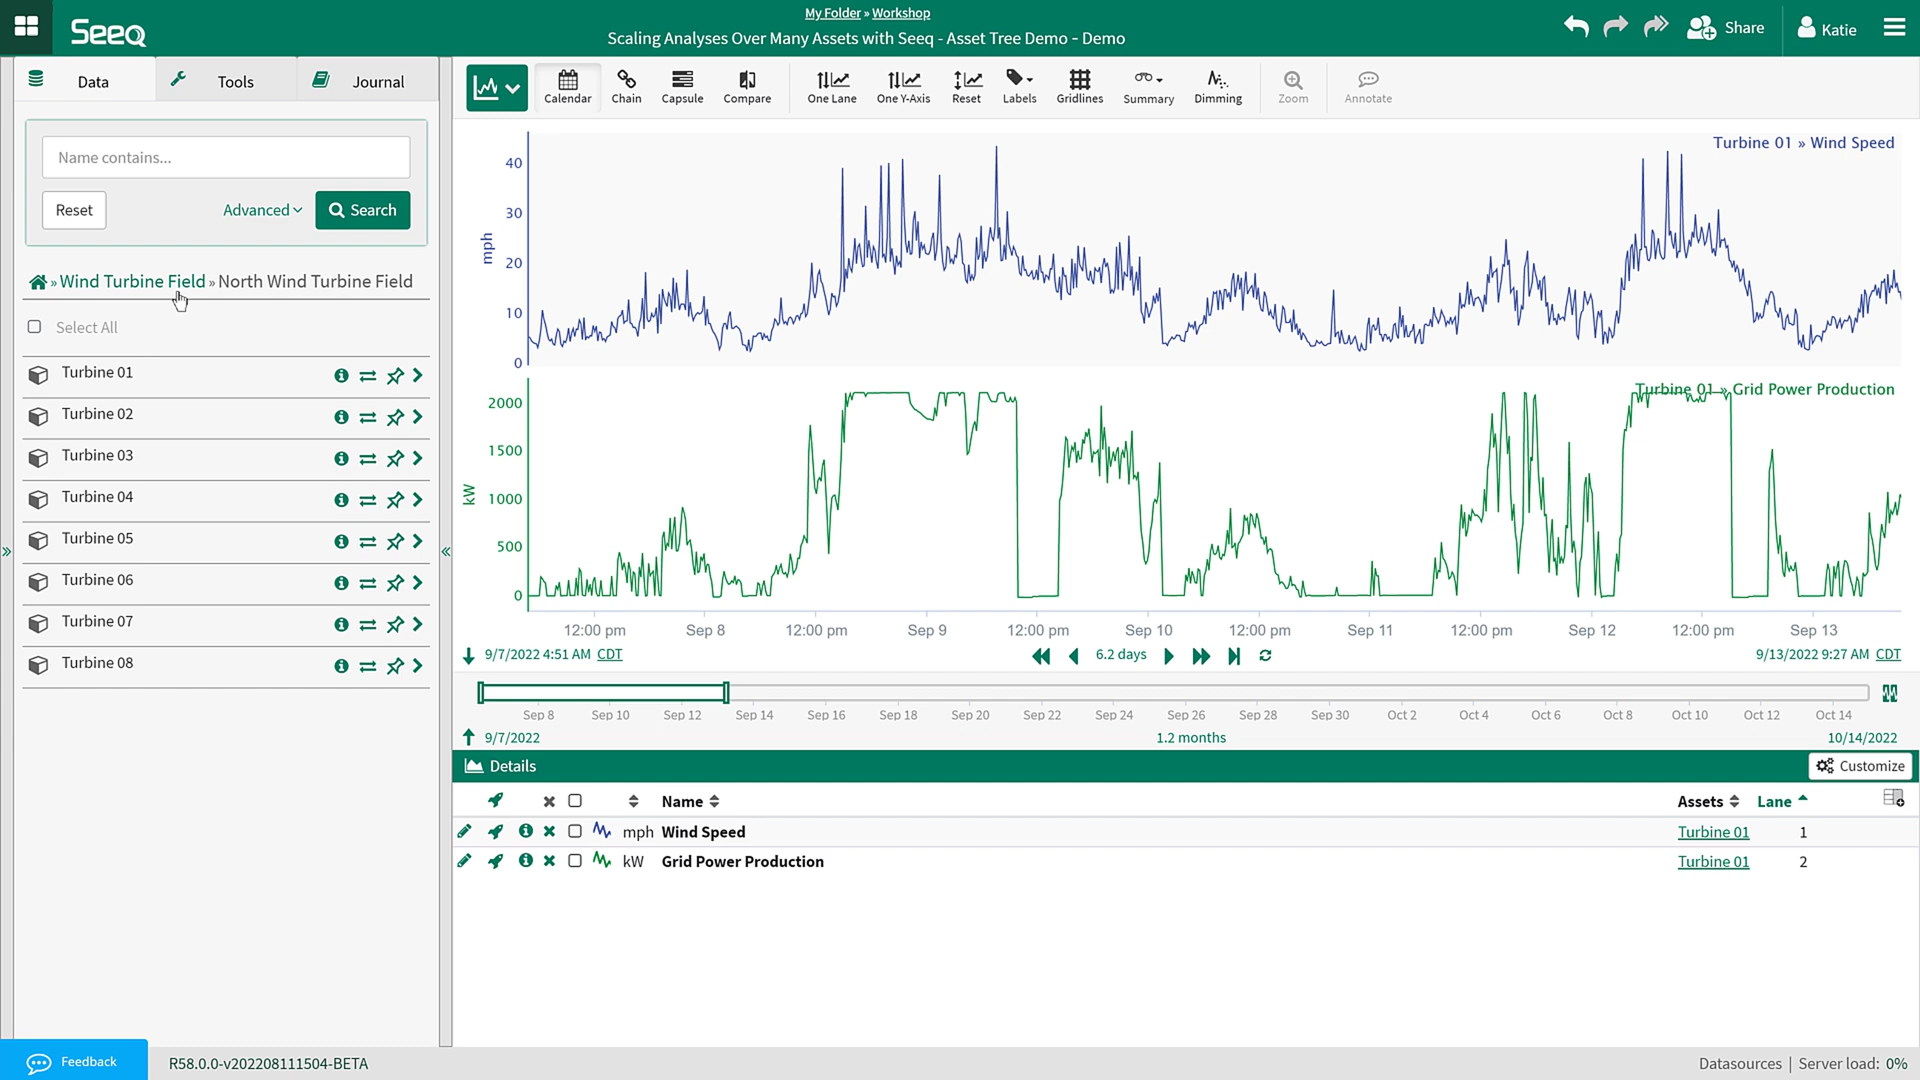 Seeq
My Folder » Workshop
Scaling Analyses Over Many Assets with Seeq - Asset Tree Demo - Demo
Share
Katie
Data
Tools
Journal
Calendar
Chain
Capsule
Compare
One Lane
One Y-Axis
Reset
Labels
Gridlines
Summary
Dimming
Zoom
Annotate
Name contains...
Reset
Advanced
Search
» Wind Turbine Field » North Wind Turbine Field
Select All
Turbine 01
Turbine 02
Turbine 03
Turbine 04
Turbine 05
Turbine 06
Turbine 07
Turbine 08
Turbine 01 » Wind Speed
mph
40
30
20
10
0
Turbine 01 » Grid Power Production
kW
2000
1500
1000
500
0
12:00 pm Sep 8 12:00 pm Sep 9 12:00 pm Sep 10 12:00 pm Sep 11 12:00 pm Sep 12 12:00 pm Sep 13
9/7/2022 4:51 AM CDT 6.2 days 9/13/2022 9:27 AM CDT
Sep 8 Sep 10 Sep 12 Sep 14 Sep 16 Sep 18 Sep 20 Sep 22 Sep 24 Sep 26 Sep 28 Sep 30 Oct 2 Oct 4 Oct 6 Oct 8 Oct 10 Oct 12 Oct 14
9/7/2022 1.2 months 10/14/2022
Details
Customize
Name Assets Lane
mph Wind Speed Turbine 01 1
kW Grid Power Production Turbine 01 2
Feedback
R58.0.0-v202208111504-BETA
Datasources | Server load: 0%